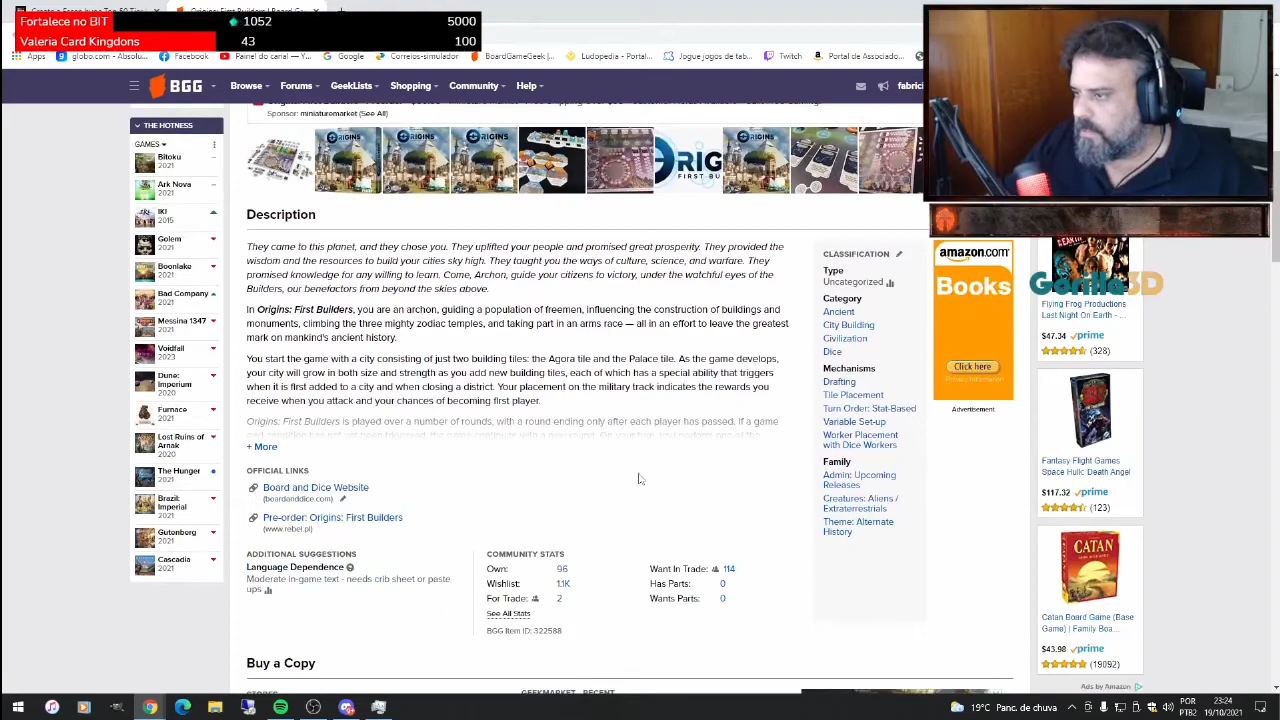 Fortalece no BIT 1052 5000
Valeria Card Kingdons 43 100
Apps globo.com - Absolu... Facebook Painel do canal — Y... Google Correios-simulador BoardGameGeek | G... Ludopedia - Portal... Jogue jogos de tab... Twitch Portal de Associado...
BGG Browse Forums GeekLists Shopping Community Help fabrici
Sponsor: miniaturemarket (See All)
THE HOTNESS
GAMES
Bitoku
2021
Ark Nova
2021
IKI
2015
Golem
2021
Boonlake
2021
Bad Company
2021
Messina 1347
2021
Voidfall
2023
Dune:
Imperium
2020
Furnace
2021
Lost Ruins of
Arnak
2020
The Hunger
2021
Brazil:
Imperial
2021
Gutenberg
2021
Cascadia
2021
Description
They came to this planet, and they chose you. They uplifted your people and promised great prosperity. They provided the
wisdom and the resources to build your cities sky high. They taught you the ways of culture, science, and warfare. They
promised knowledge for any willing to learn. Come, Archon, guide your citizens to victory, under the watchful eyes of the
Builders, our benefactors from beyond the skies above.
In Origins: First Builders, you are an archon, guiding a population of freemen, influencing the construction of buildings and
monuments, climbing the three mighty zodiac temples, and taking part in an arms race — all in an effort to leave the greatest
mark on mankind's ancient history.
You start the game with a city consisting of just two building tiles: the Agora tile and the Palace tile. As the game develops,
your city will grow in both size and strength as you add new building tiles, each of which has a special ability that triggers
when it is first added to a city and when closing a district. Your placement on the military track indicates the rewards you
receive when you attack and your chances of becoming first player.
Origins: First Builders is played over a number of rounds, with a round ending only after each player has passed. If a game
+ More
OFFICIAL LINKS
Board and Dice Website
(boardanddice.com)
Pre-order: Origins: First Builders
(www.rebel.pl)
ADDITIONAL SUGGESTIONS
Language Dependence
Moderate in-game text - needs crib sheet or paste
ups
COMMUNITY STATS
Own: 96
Wishlist: 1.1K
For Trade: 2
See All Stats
BGG Item ID: 322588
Want In Trade: 114
Has Parts: 0
Wants Parts: 0
Buy a Copy
CLASSIFICATION
Type
Uncategorized
Category
Ancient
City Building
Civilization
Dice
Mechanisms
Drafting
Tile Placement
Turn Order: Stat-Based
Variable Set-up
Worker Placement
with Dice Workers
Family
Admin: Upcoming
Releases
Creatures: Aliens /
Extraterrestrials
Theme: Alternate
History
amazon.com
Books
Click here
Privacy Information
Advertisement
Gorilla3D
Flying Frog Productions
Last Night On Earth - ...
$47.34 prime
(328)
Fantasy Flight Games
Space Hulk: Death Angel
$117.32 prime
(123)
CATAN
Catan Board Game (Base
Game) | Family Boa...
$43.98 prime
(19092)
Ads by Amazon
19°C POR 23:24
PTB2 19/10/2021